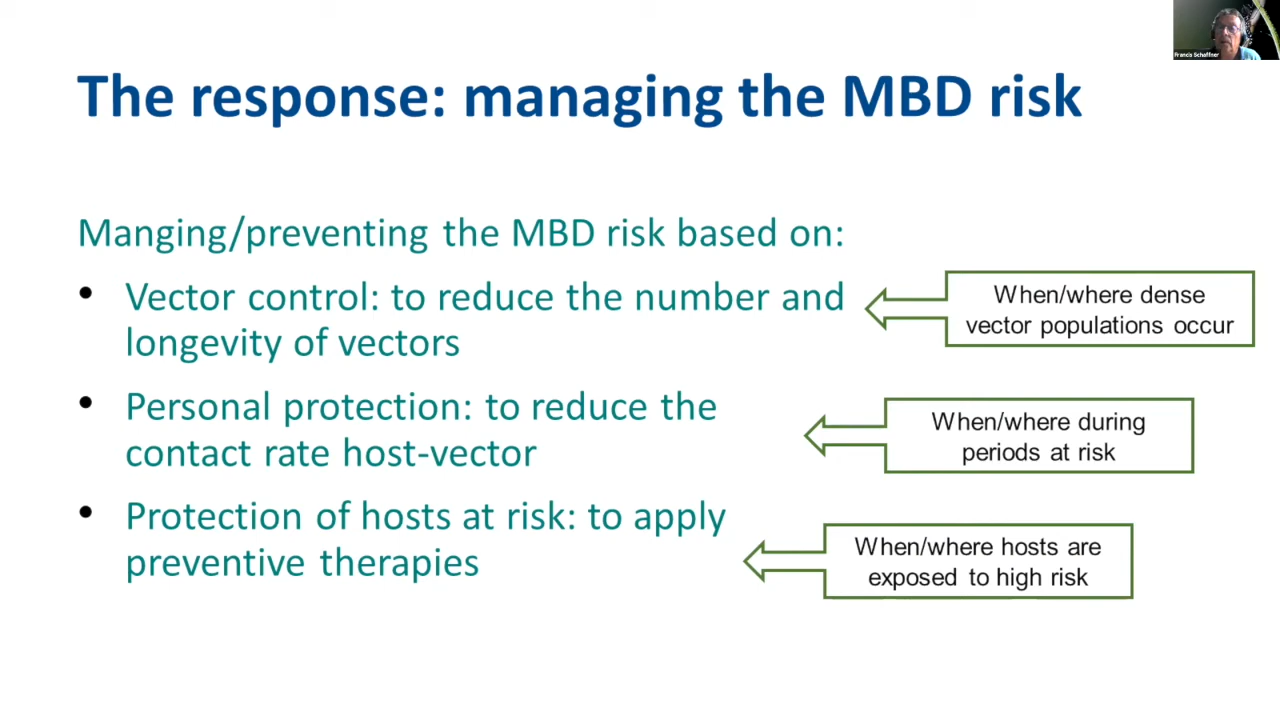 Francis Schaffner
The response: managing the MBD risk
Manging/preventing the MBD risk based on:
• Vector control: to reduce the number and
longevity of vectors
When/where dense
vector populations occur
• Personal protection: to reduce the
contact rate host-vector
When/where during
periods at risk
• Protection of hosts at risk: to apply
preventive therapies
When/where hosts are
exposed to high risk